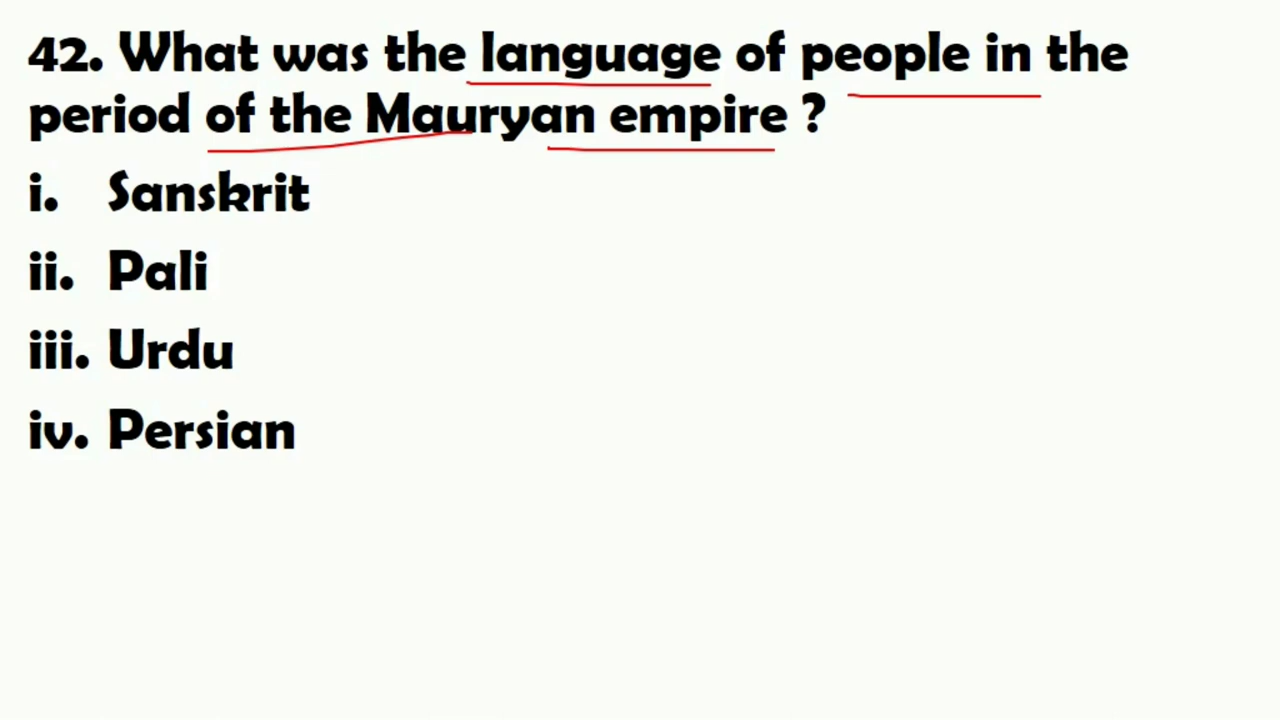 42. What was the language of people in the
period of the Mauryan empire ?
i. Sanskrit
ii. Pali
iii. Urdu
iv. Persian